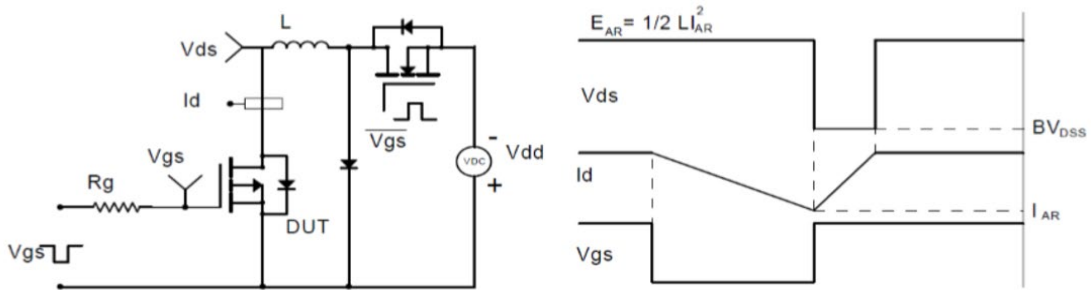 L
Vds
Id
Vgs
Vgs
- Vdd
VDC
+
Rg
DUT
Vgs
E_AR = 1/2 LI_AR^2
Vds
BV_DSS
Id
I_AR
Vgs